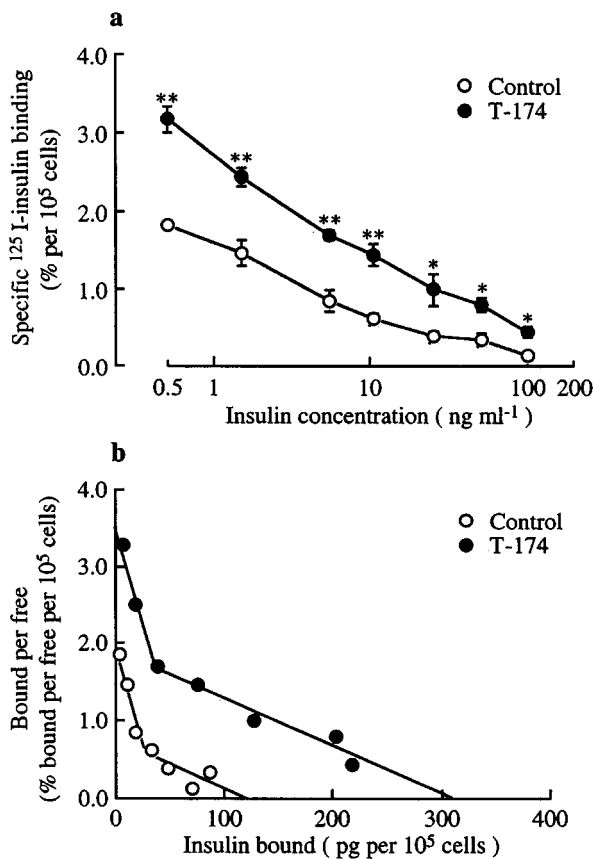 a
4.0
3.0
2.0
1.0
0.0
Specific ¹²⁵I-insulin binding
(% per 10⁵ cells)
Control
T-174
**
**
**
**
*
*
*
0.5
1
10
100
200
Insulin concentration ( ng ml⁻¹ )
b
4.0
3.0
2.0
1.0
0.0
Bound per free
(% bound per free per 10⁵ cells)
Control
T-174
0
100
200
300
400
Insulin bound ( pg per 10⁵ cells )